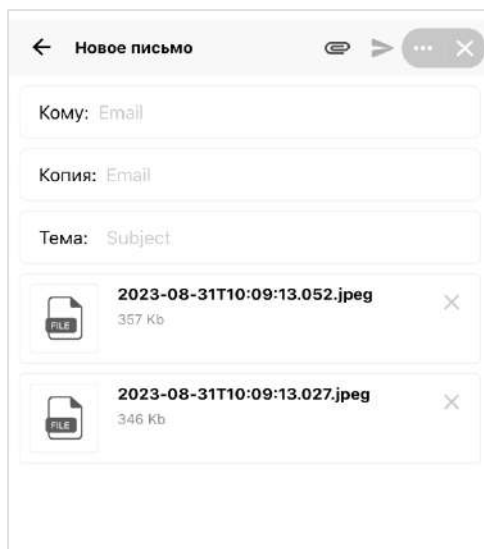 Новое письмо
Кому: Email
Копия: Email
Тема: Subject
2023-08-31T10:09:13.052.jpeg
357 Kb
FILE
2023-08-31T10:09:13.027.jpeg
346 Kb
FILE